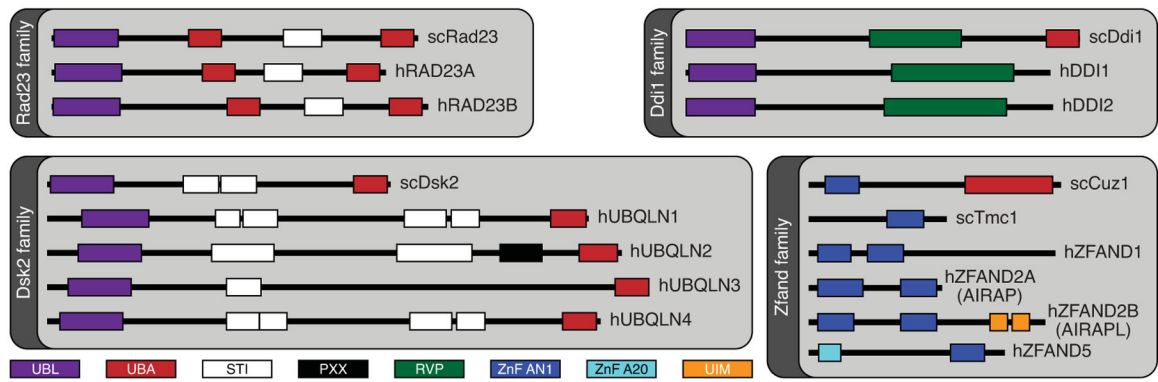 Rad23 family
scRad23
hRAD23A
hRAD23B
Ddi1 family
scDdi1
hDDI1
hDDI2
Dsk2 family
scDsk2
hUBQLN1
hUBQLN2
hUBQLN3
hUBQLN4
Zfand family
scCuz1
scTmc1
hZFAND1
hZFAND2A
(AIRAP)
hZFAND2B
(AIRAPL)
hZFAND5
UBL UBA STI PXX RVP ZnF AN1 ZnF A20 UIM